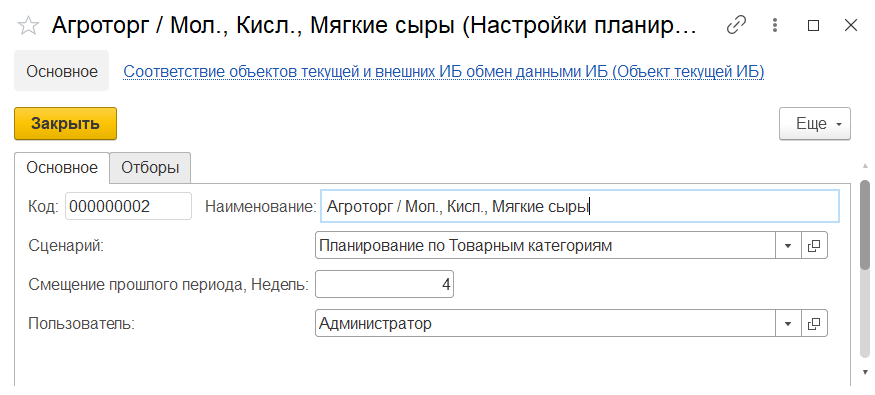 Агроторг / Мол., Кисл., Мягкие сыры (Настройки планир...
Основное Соответствие объектов текущей и внешних ИБ обмен данными ИБ (Объект текущей ИБ)
Закрыть Еще
Основное Отборы
Код: 000000002 Наименование: Агроторг / Мол., Кисл., Мягкие сыры
Сценарий: Планирование по Товарным категориям
Смещение прошлого периода, Недель: 4
Пользователь: Администратор